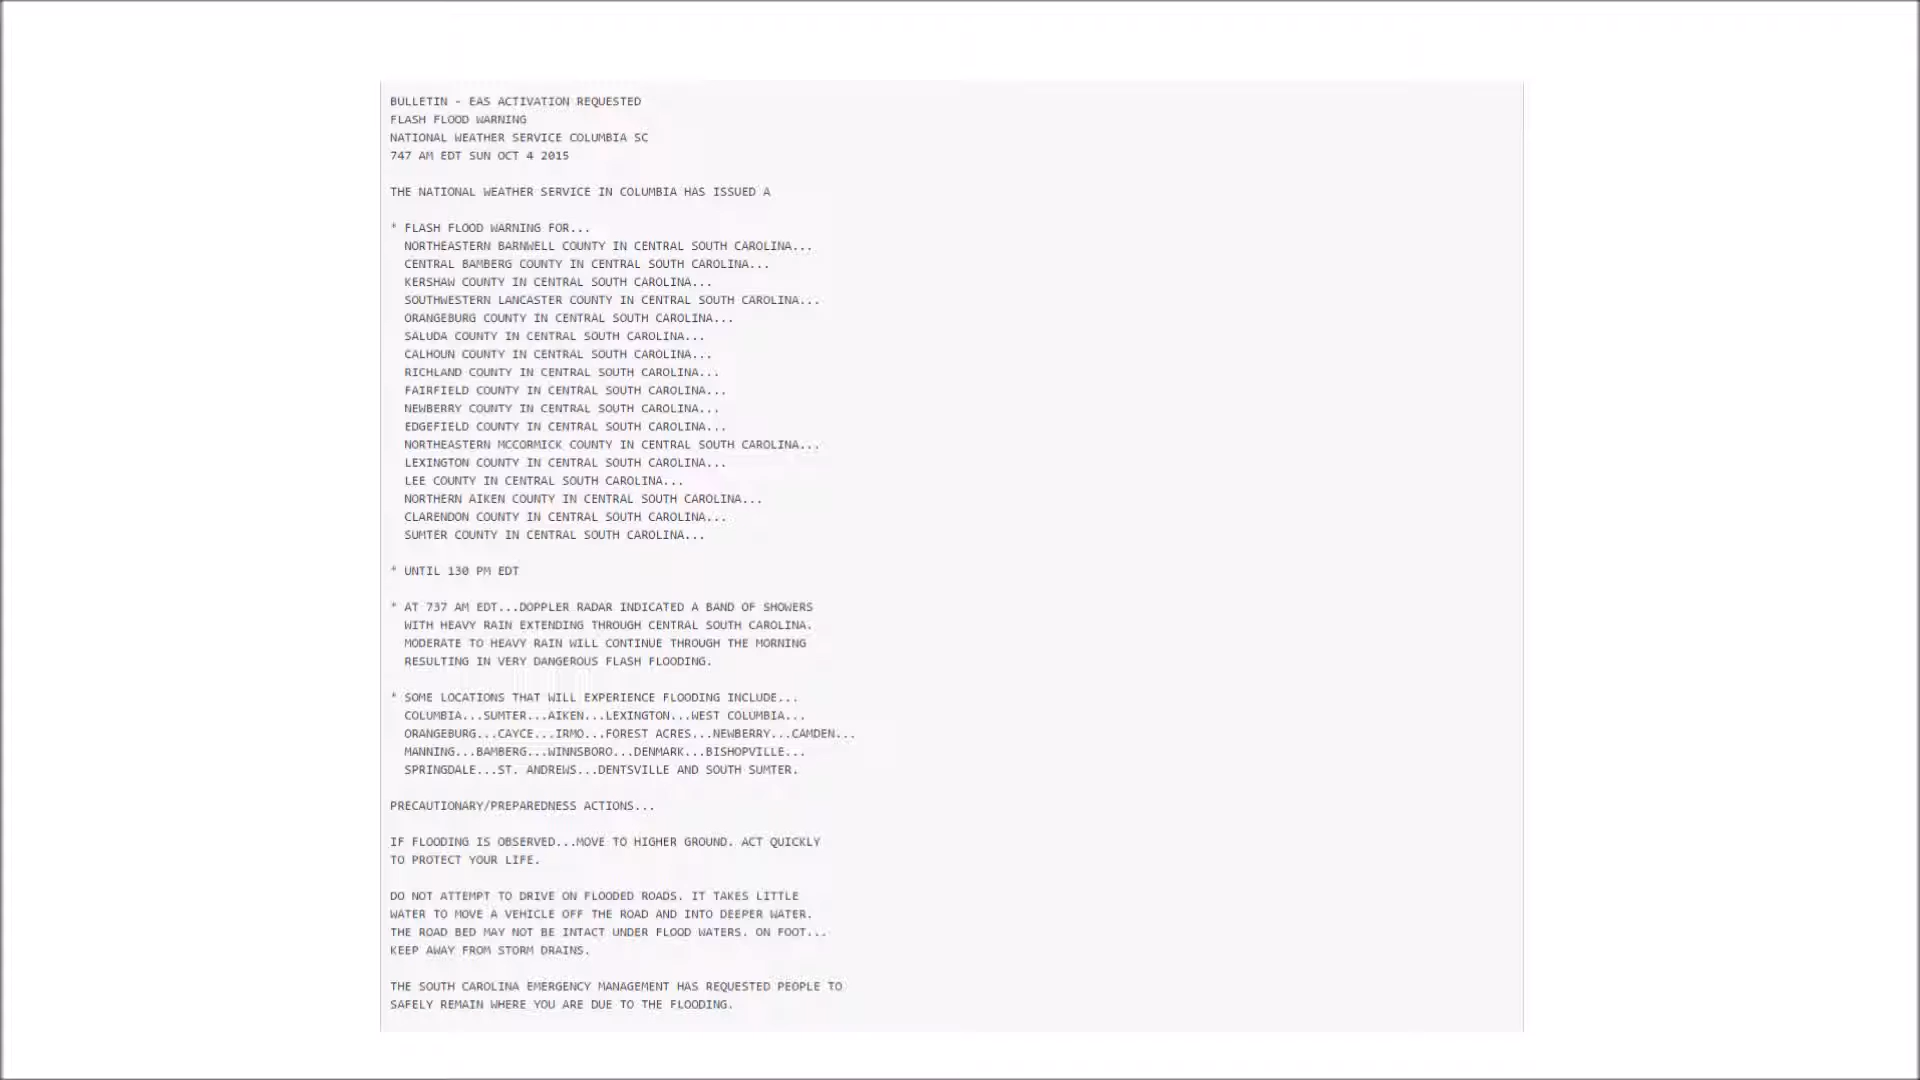 BULLETIN - EAS ACTIVATION REQUESTED
FLASH FLOOD WARNING
NATIONAL WEATHER SERVICE COLUMBIA SC
747 AM EDT SUN OCT 4 2015
THE NATIONAL WEATHER SERVICE IN COLUMBIA HAS ISSUED A
* FLASH FLOOD WARNING FOR...
NORTHEASTERN BARNWELL COUNTY IN CENTRAL SOUTH CAROLINA...
CENTRAL BAMBERG COUNTY IN CENTRAL SOUTH CAROLINA...
KERSHAW COUNTY IN CENTRAL SOUTH CAROLINA...
SOUTHWESTERN LANCASTER COUNTY IN CENTRAL SOUTH CAROLINA...
ORANGEBURG COUNTY IN CENTRAL SOUTH CAROLINA...
SALUDA COUNTY IN CENTRAL SOUTH CAROLINA...
CALHOUN COUNTY IN CENTRAL SOUTH CAROLINA...
RICHLAND COUNTY IN CENTRAL SOUTH CAROLINA...
FAIRFIELD COUNTY IN CENTRAL SOUTH CAROLINA...
NEWBERRY COUNTY IN CENTRAL SOUTH CAROLINA...
EDGEFIELD COUNTY IN CENTRAL SOUTH CAROLINA...
NORTHEASTERN MCCORMICK COUNTY IN CENTRAL SOUTH CAROLINA...
LEXINGTON COUNTY IN CENTRAL SOUTH CAROLINA...
LEE COUNTY IN CENTRAL SOUTH CAROLINA...
NORTHERN AIKEN COUNTY IN CENTRAL SOUTH CAROLINA...
CLARENDON COUNTY IN CENTRAL SOUTH CAROLINA...
SUMTER COUNTY IN CENTRAL SOUTH CAROLINA...
* UNTIL 130 PM EDT
* AT 737 AM EDT...DOPPLER RADAR INDICATED A BAND OF SHOWERS
WITH HEAVY RAIN EXTENDING THROUGH CENTRAL SOUTH CAROLINA.
MODERATE TO HEAVY RAIN WILL CONTINUE THROUGH THE MORNING
RESULTING IN VERY DANGEROUS FLASH FLOODING.
* SOME LOCATIONS THAT WILL EXPERIENCE FLOODING INCLUDE...
COLUMBIA...SUMTER...AIKEN...LEXINGTON...WEST COLUMBIA...
ORANGEBURG...CAYCE...IRMO...FOREST ACRES...NEWBERRY...CAMDEN...
MANNING...BAMBERG...WINNSBORO...DENMARK...BISHOPVILLE...
SPRINGDALE...ST. ANDREWS...DENTSVILLE AND SOUTH SUMTER.
PRECAUTIONARY/PREPAREDNESS ACTIONS...
IF FLOODING IS OBSERVED...MOVE TO HIGHER GROUND. ACT QUICKLY
TO PROTECT YOUR LIFE.
DO NOT ATTEMPT TO DRIVE ON FLOODED ROADS. IT TAKES LITTLE
WATER TO MOVE A VEHICLE OFF THE ROAD AND INTO DEEPER WATER.
THE ROAD BED MAY NOT BE INTACT UNDER FLOOD WATERS. ON FOOT...
KEEP AWAY FROM STORM DRAINS.
THE SOUTH CAROLINA EMERGENCY MANAGEMENT HAS REQUESTED PEOPLE TO
SAFELY REMAIN WHERE YOU ARE DUE TO THE FLOODING.